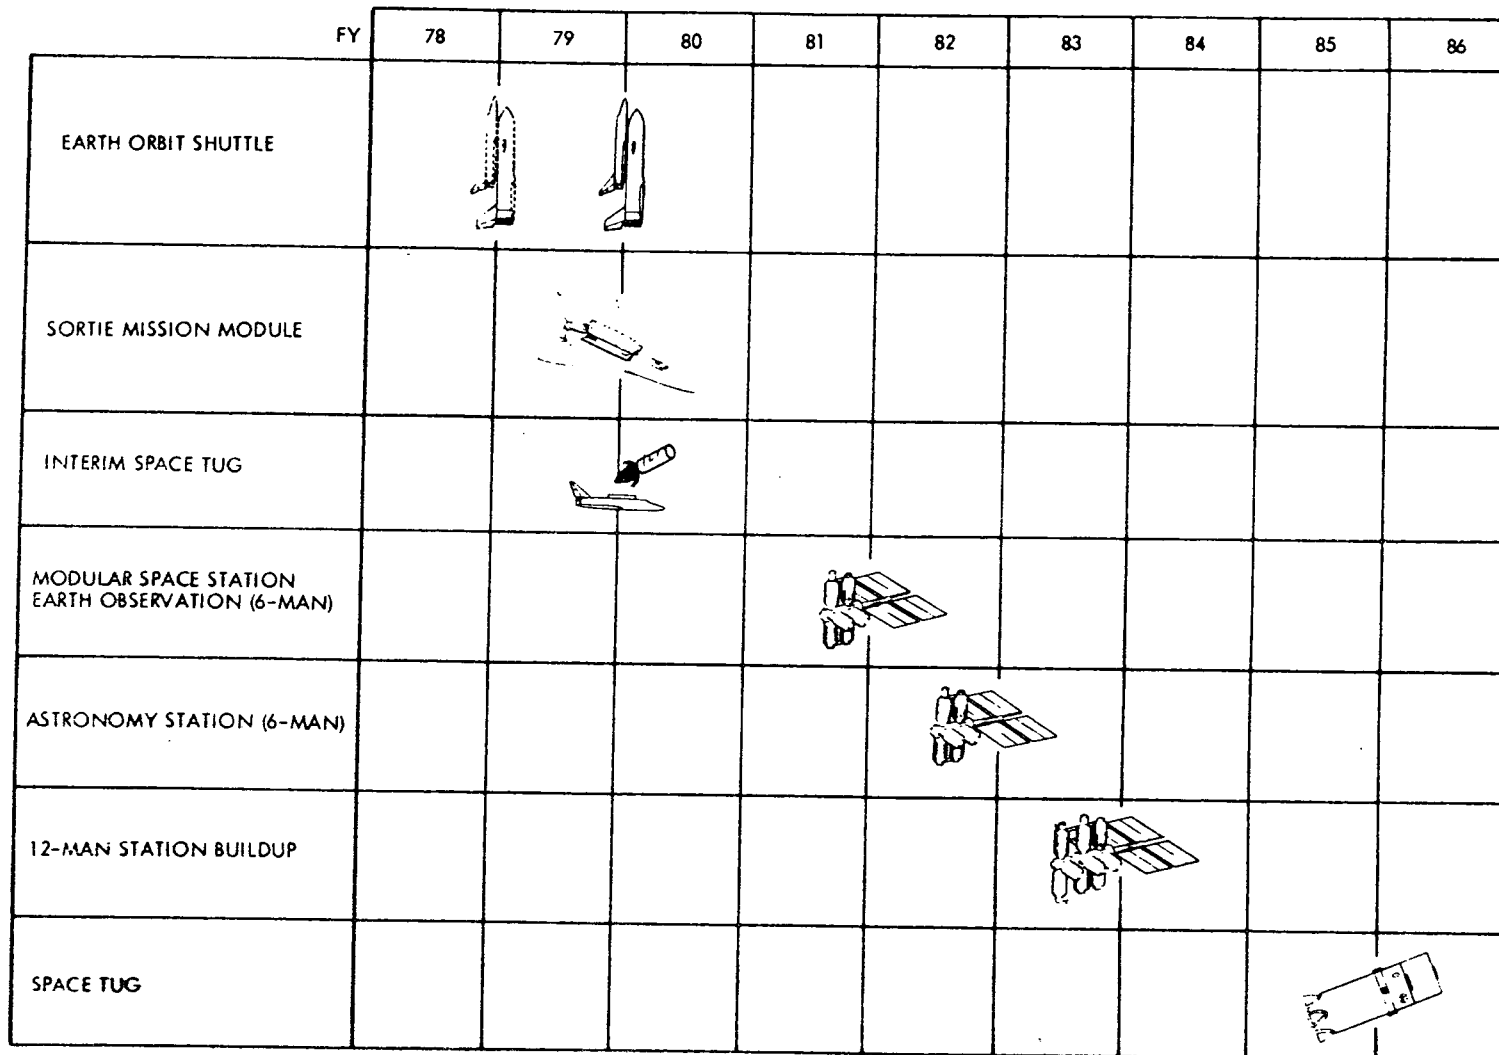 FY 78 79 80 81 82 83 84 85 86
EARTH ORBIT SHUTTLE
SORTIE MISSION MODULE
INTERIM SPACE TUG
MODULAR SPACE STATION
EARTH OBSERVATION (6-MAN)
ASTRONOMY STATION (6-MAN)
12-MAN STATION BUILDUP
SPACE TUG